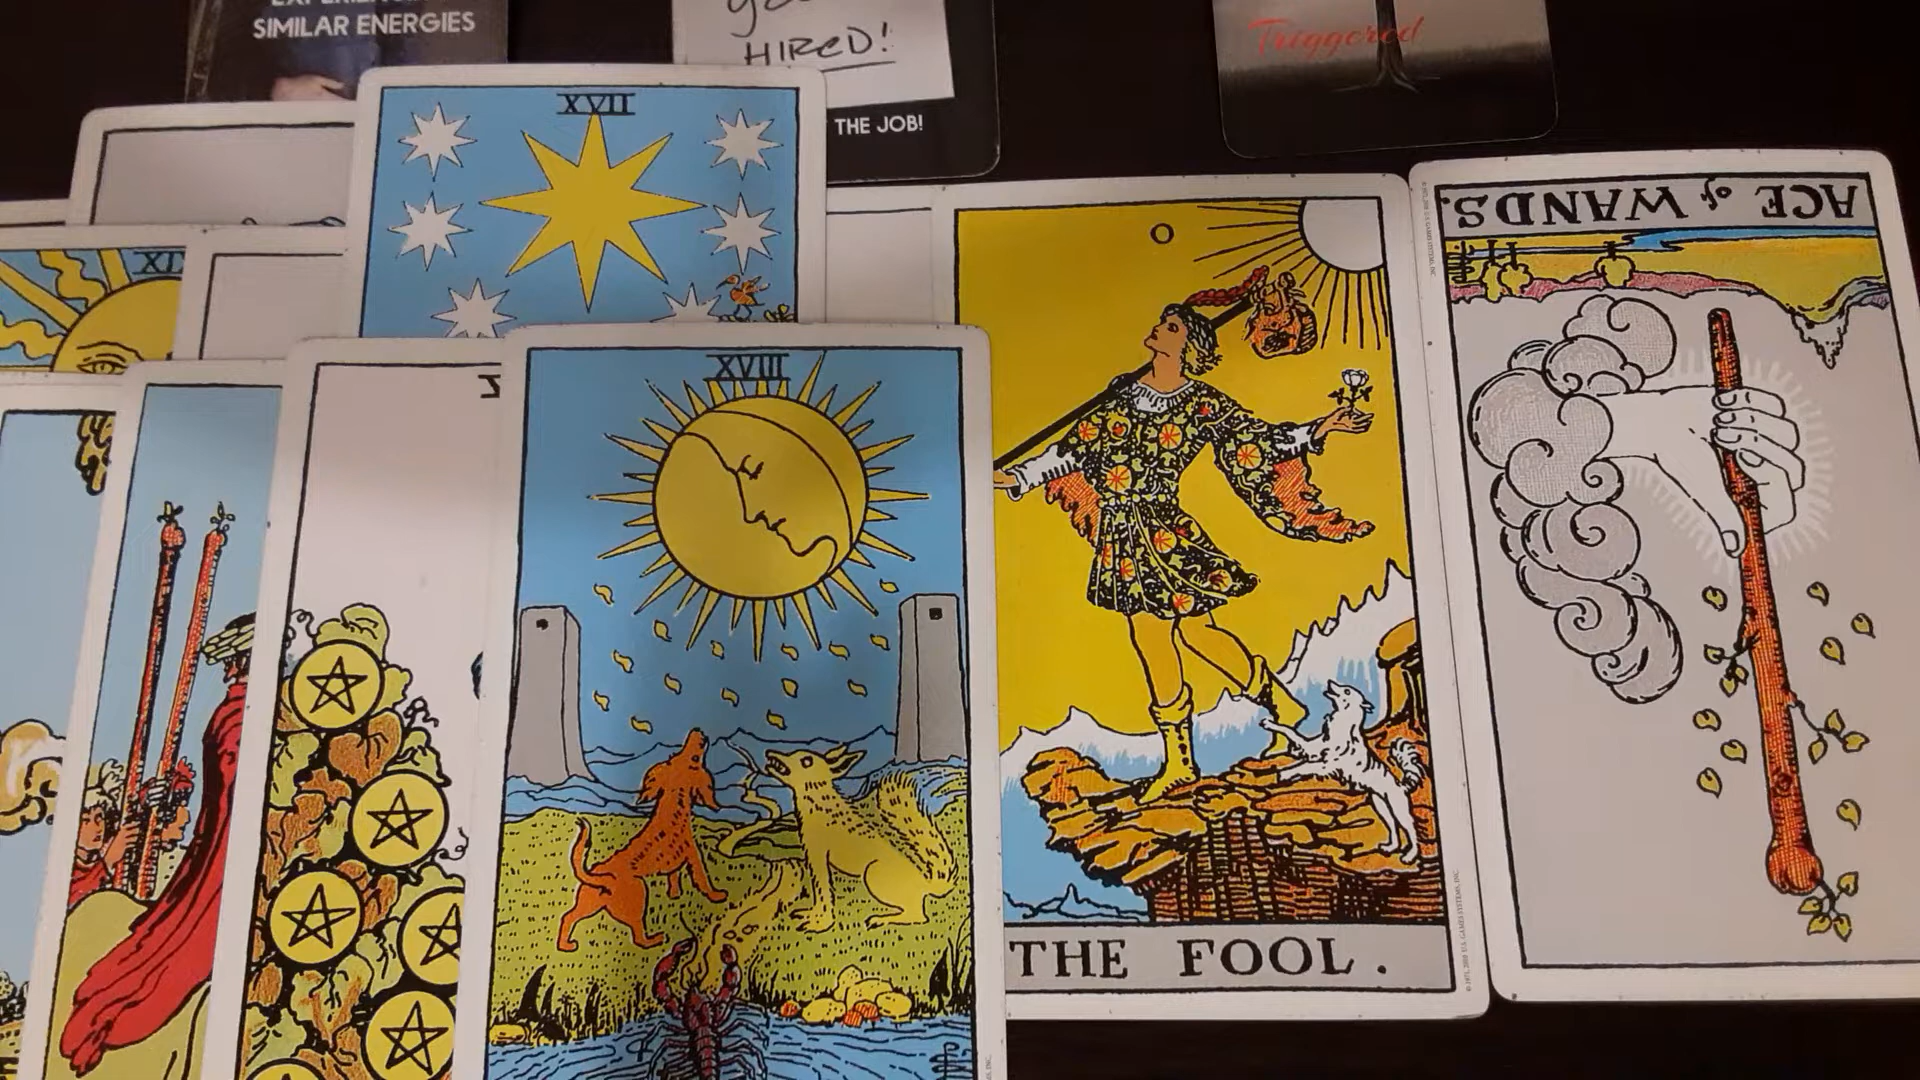 SIMILAR ENERGIES
HIRED!
THE JOB!
Triggered
XVII
ACE of WANDS.
0
XVIII
THE FOOL.